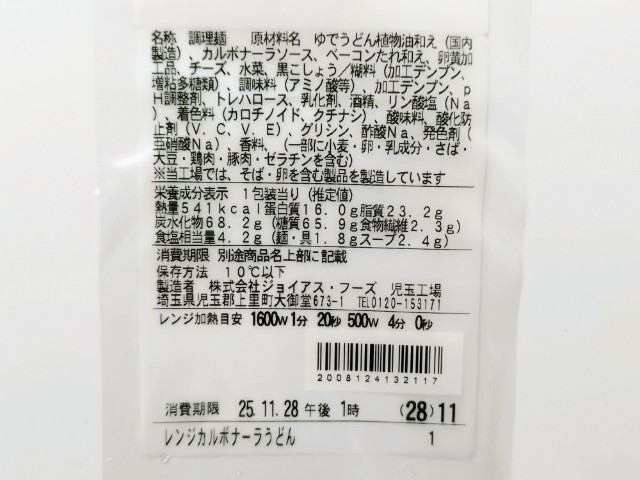 名称 調理麺 原材料名 ゆでうどん植物油和え(国内
製造)、カルボナーラソース、ベーコンたれ和え、卵黄加
工品、チーズ、水菜、黒こしょう/糊料(加工デンプン、
増粘多糖類)、調味料(アミノ酸等)、加工デンプン、p
H調整剤、トレハロース、乳化剤、酒精、リン酸塩(Na
)、着色料(カロチノイド、クチナシ)、酸味料、酸化防
止剤(V.C、V.E)、グリシン、酢酸Na、発色剤(
亜硝酸Na)、香料、(一部に小麦・卵・乳成分・さば・
大豆・鶏肉・豚肉・ゼラチンを含む)
※当工場では、そば・卵を含む製品を製造しています
栄養成分表示 1包装当り(推定値)
熱量541kcal蛋白質16.0g脂質23.2g
炭水化物68.2g(糖質65.9g食物繊維2.3g)
食塩相当量4.2g(麺・具1.8gスープ2.4g)
消費期限 別途商品名上部に記載
保存方法 10℃以下
製造者 株式会社ジョイアス・フーズ 児玉工場
埼玉県児玉郡上里町大御堂673-1 TEL0120-153171
レンジ加熱目安 1600W1分 20秒 500W 4分 0秒
2008124132117
消費期限 25.11.28 午後 1時 (28)11
レンジカルボナーラうどん 1